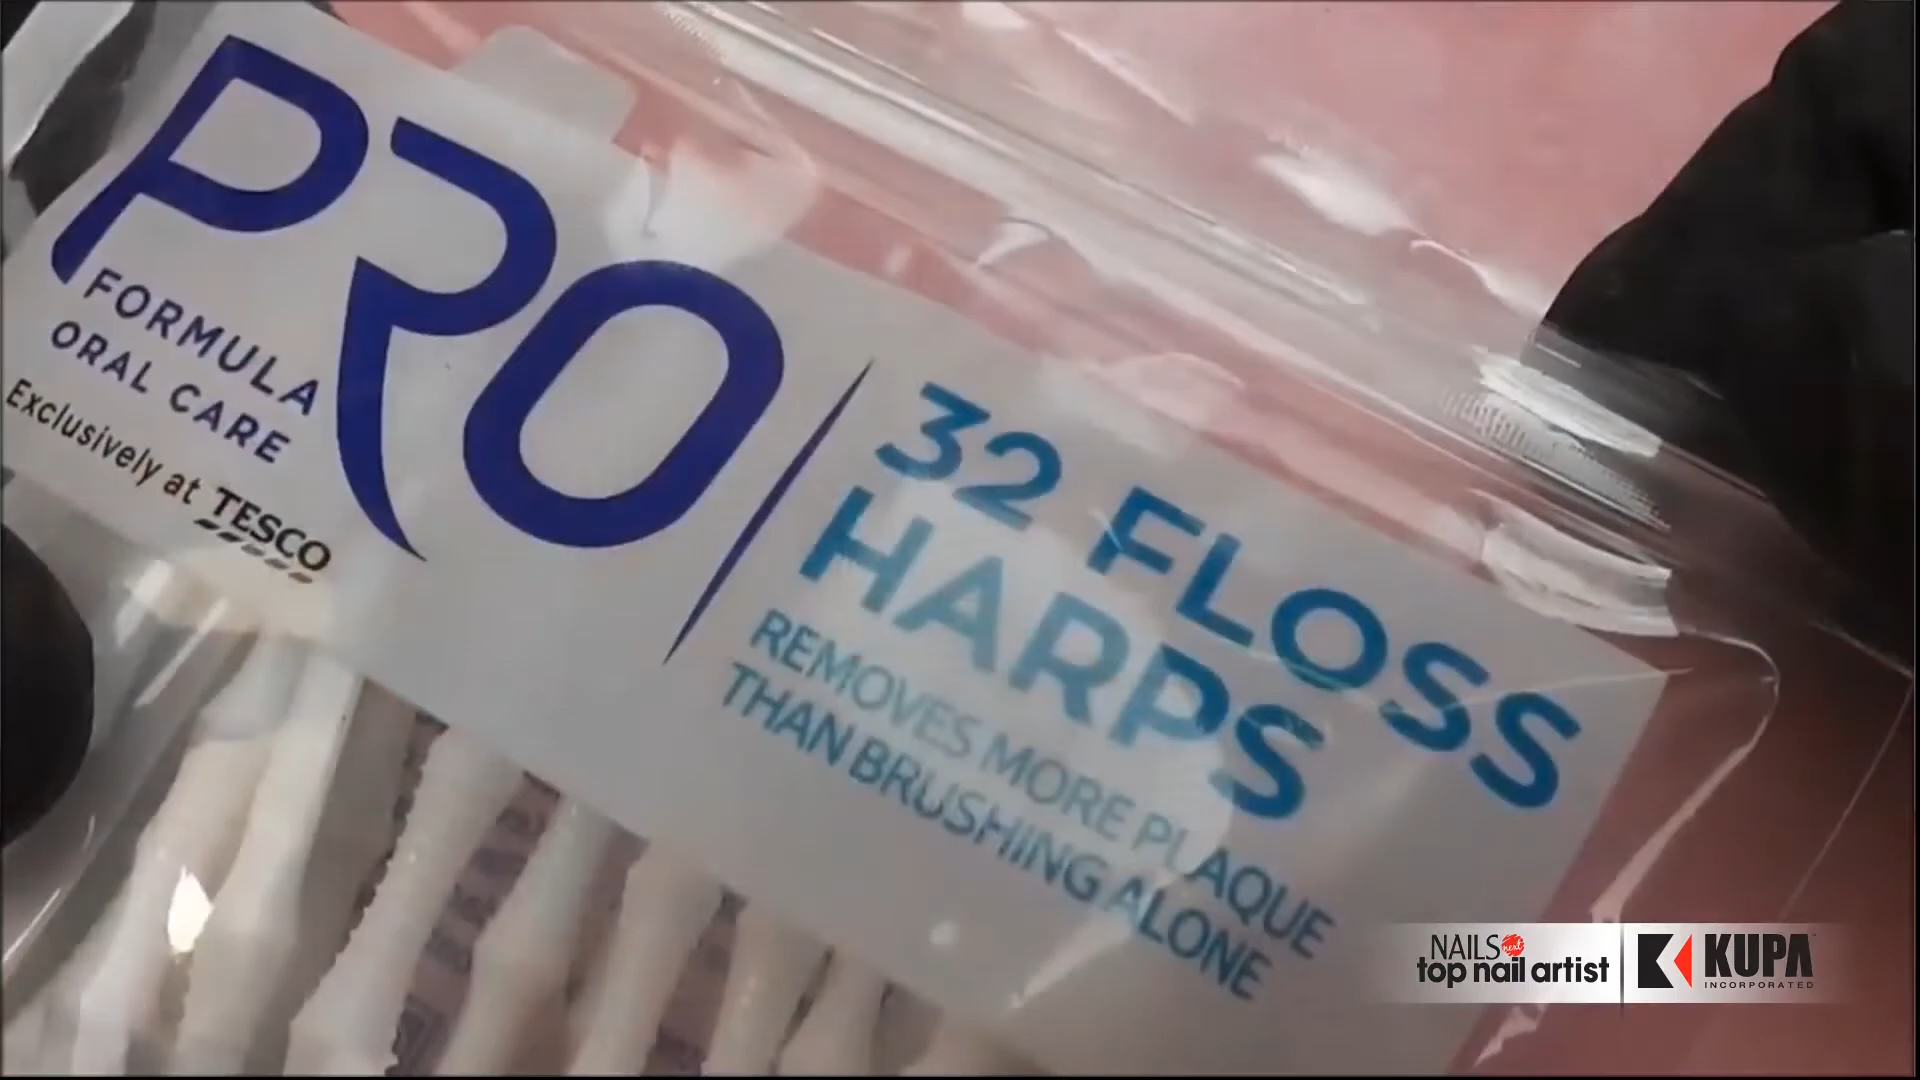 PRO
FORMULA
ORAL CARE
Exclusively at TESCO
32 FLOSS
HARPS
REMOVES MORE PLAQUE
THAN BRUSHING ALONE
NAILS next
top nail artist
KUPA
INCORPORATED